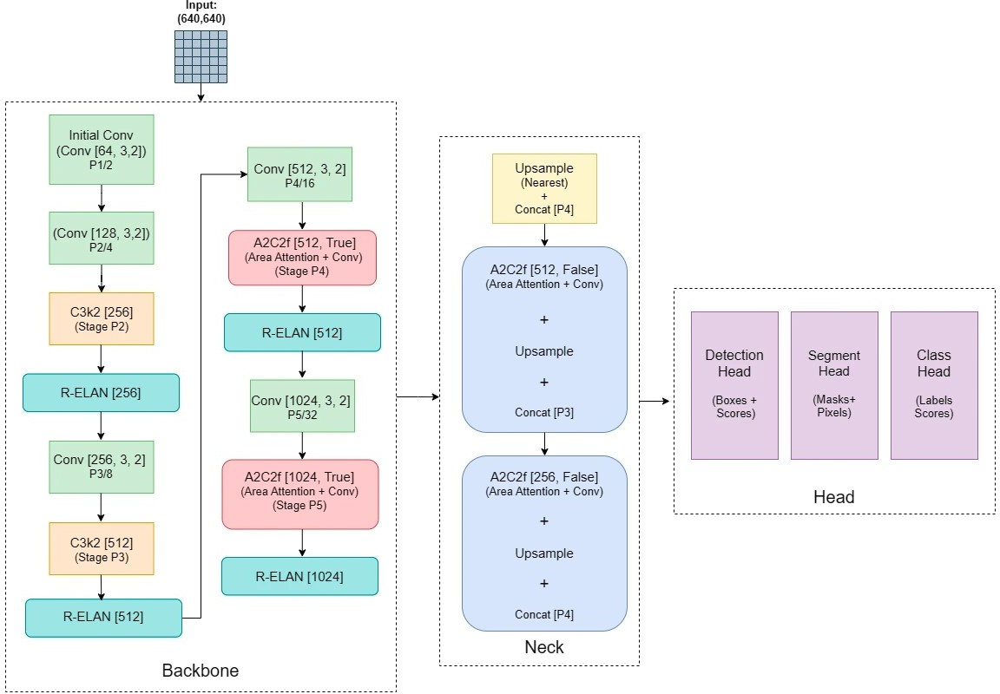 Input:
(640,640)
Initial Conv
(Conv [64, 3,2])
P1/2
(Conv [128, 3,2])
P2/4
C3k2 [256]
(Stage P2)
R-ELAN [256]
Conv [256, 3, 2]
P3/8
C3k2 [512]
(Stage P3)
R-ELAN [512]
Conv [512, 3, 2]
P4/16
A2C2f [512, True]
(Area Attention + Conv)
(Stage P4)
R-ELAN [512]
Conv [1024, 3, 2]
P5/32
A2C2f [1024, True]
(Area Attention + Conv)
(Stage P5)
R-ELAN [1024]
Backbone
Upsample
(Nearest)
+
Concat [P4]
A2C2f [512, False]
(Area Attention + Conv)
+
Upsample
+
Concat [P3]
A2C2f [256, False]
(Area Attention + Conv)
+
Upsample
+
Concat [P4]
Neck
Detection
Head
(Boxes +
Scores)
Segment
Head
(Masks+
Pixels)
Class
Head
(Labels
Scores)
Head